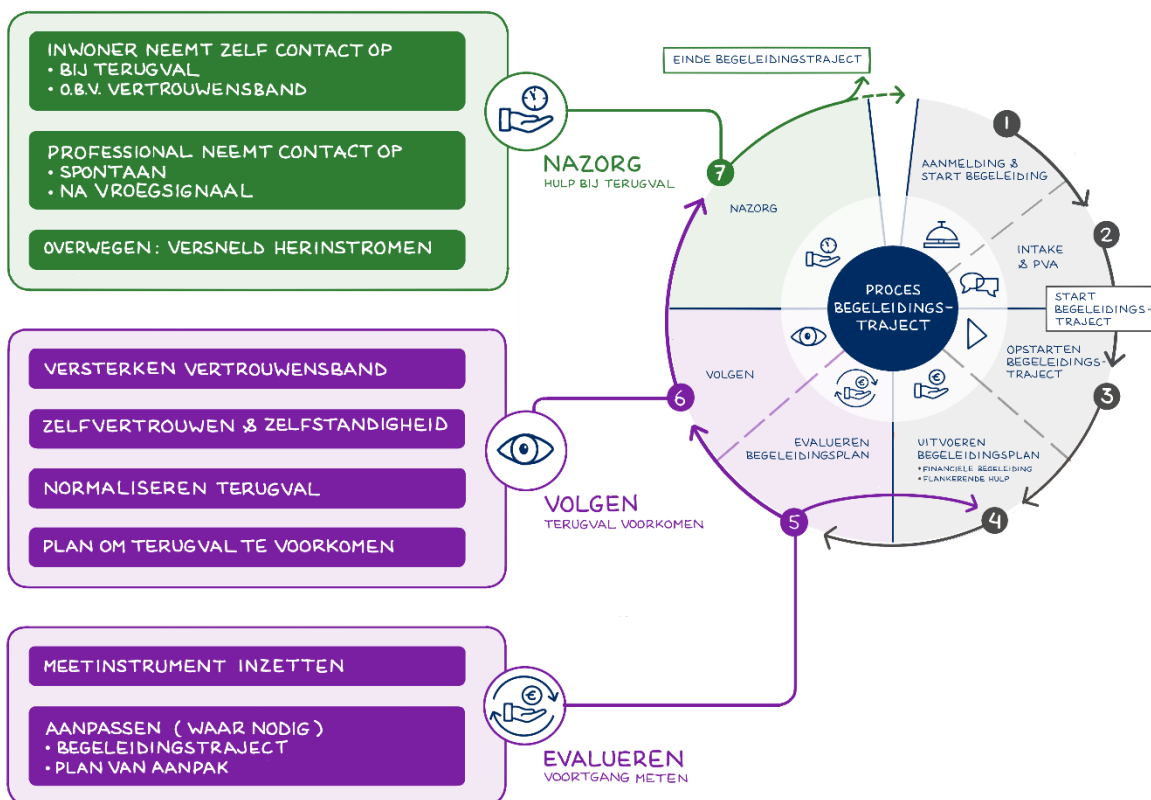 INWONER NEEMT ZELF CONTACT OP
• BIJ TERUGVAL
• O.B.V. VERTROUWENSBAND
PROFESSIONAL NEEMT CONTACT OP
• SPONTAAN
• NA VROEGSIGNAAL
OVERWEGEN: VERSNELD HERINSTROMEN
NAZORG
HULP BIJ TERUGVAL
VERSTERKEN VERTROUWENSBAND
ZELFVERTROUWEN & ZELFSTANDIGHEID
NORMALISEREN TERUGVAL
PLAN OM TERUGVAL TE VOORKOMEN
VOLGEN
TERUGVAL VOORKOMEN
MEETINSTRUMENT INZETTEN
AANPASSEN (WAAR NODIG)
• BEGELEIDINGSTRAJECT
• PLAN VAN AANPAK
EVALUEREN
VOORTGANG METEN
EINDE BEGELEIDINGSTRAJECT
1
AANMELDING &
START BEGELEIDING
2
INTAKE
& PVA
START
BEGELEIDINGS-
TRAJECT
OPSTARTEN
BEGELEIDINGS-
TRAJECT
3
UITVOEREN
BEGELEIDINGSPLAN
• FINANCIELE BEGELEIDING
• FLANKERENDE HULP
4
EVALUEREN
BEGELEIDINGSPLAN
5
VOLGEN
6
NAZORG
7
PROCES
BEGELEIDINGS-
TRAJECT
€
€
€